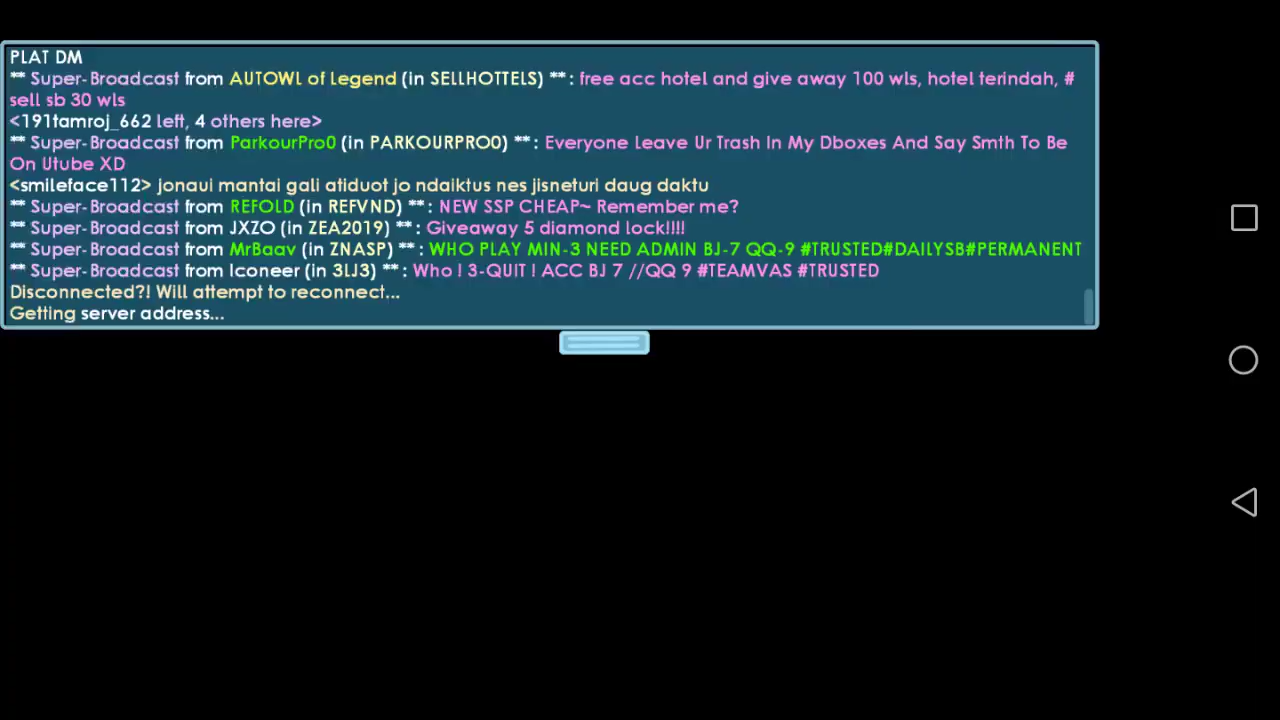 PLAT DM
** Super-Broadcast from AUTOWL of Legend (in SELLHOTTELS) ** : free acc hotel and give away 100 wls, hotel terindah, #
sell sb 30 wls
<191tamroj_662 left, 4 others here>
** Super-Broadcast from ParkourPro0 (in PARKOURPRO0) ** : Everyone Leave Ur Trash In My Dboxes And Say Smth To Be
On Utube XD
<smileface112> jonaui mantai gali atiduot jo ndaiktus nes jisneturi daug daktu
** Super-Broadcast from REFOLD (in REFVND) ** : NEW SSP CHEAP~ Remember me?
** Super-Broadcast from JXZO (in ZEA2019) ** : Giveaway 5 diamond lock!!!!
** Super-Broadcast from MrBaav (in ZNASP) ** : WHO PLAY MIN-3 NEED ADMIN BJ-7 QQ-9 #TRUSTED#DAILYSB#PERMANENT
** Super-Broadcast from Iconeer (in 3LJ3) ** : Who ! 3-QUIT ! ACC BJ 7 //QQ 9 #TEAMVAS #TRUSTED
Disconnected?! Will attempt to reconnect...
Getting server address...